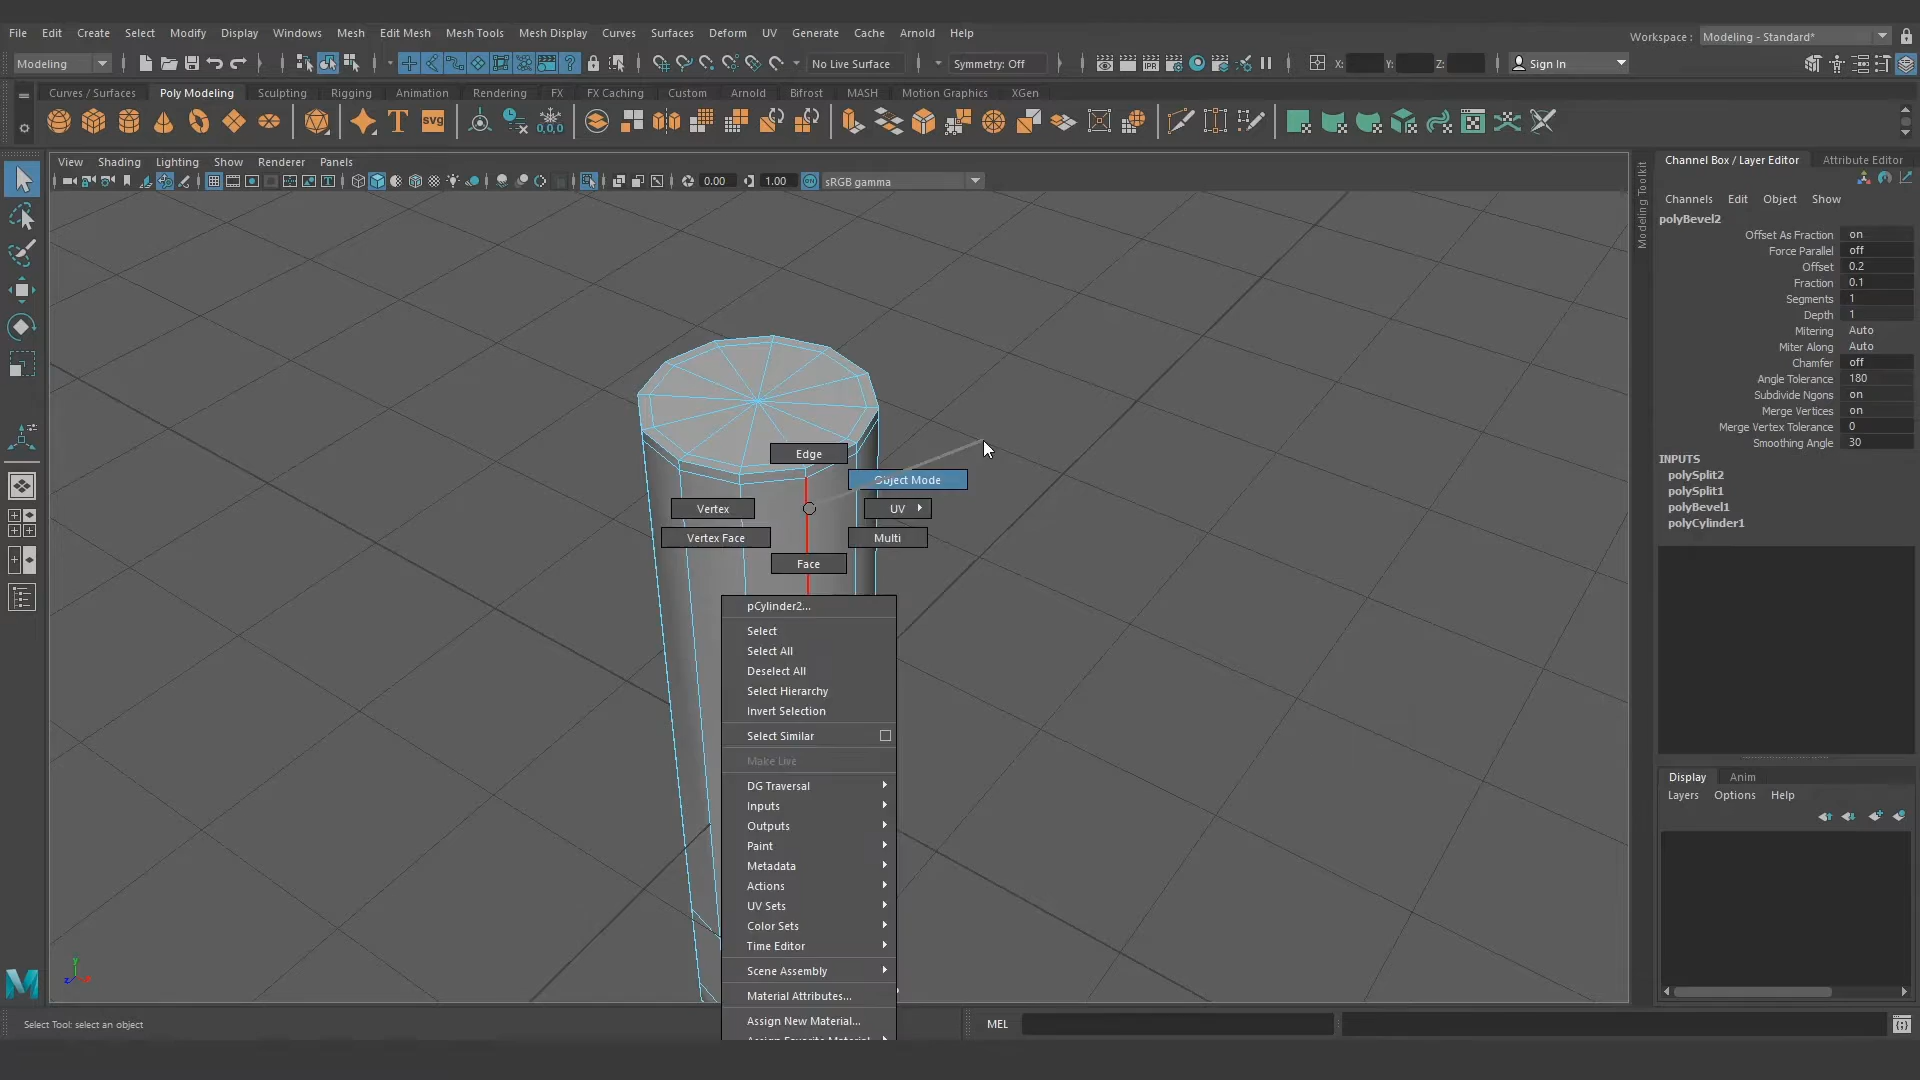 File Edit Create Select Modify Display Windows Mesh Edit Mesh Mesh Tools Mesh Display Curves Surfaces Deform UV Generate Cache Arnold Help
Workspace : Modeling - Standard*
Modeling No Live Surface Symmetry: Off X: Y: Z: Sign In
Curves / Surfaces Poly Modeling Sculpting Rigging Animation Rendering FX FX Caching Custom Arnold Bifrost MASH Motion Graphics XGen
T svg 0,0,0
View Shading Lighting Show Renderer Panels
0.00 1.00 sRGB gamma
Modeling Toolkit
Channel Box / Layer Editor Attribute Editor
Channels Edit Object Show
polyBevel2
Offset As Fraction on
Force Parallel off
Offset 0.2
Fraction 0.1
Segments 1
Depth 1
Mitering Auto
Miter Along Auto
Chamfer off
Angle Tolerance 180
Subdivide Ngons on
Merge Vertices on
Merge Vertex Tolerance 0
Smoothing Angle 30
INPUTS
polySplit2
polySplit1
polyBevel1
polyCylinder1
Edge
Object Mode
Vertex UV
Vertex Face Multi
Face
pCylinder2...
Select
Select All
Deselect All
Select Hierarchy
Invert Selection
Select Similar
Make Live
DG Traversal
Inputs
Outputs
Paint
Metadata
Actions
UV Sets
Color Sets
Time Editor
Scene Assembly
Material Attributes...
Assign New Material...
Assign Favorite Material
Display Anim
Layers Options Help
y
z
Select Tool: select an object
MEL